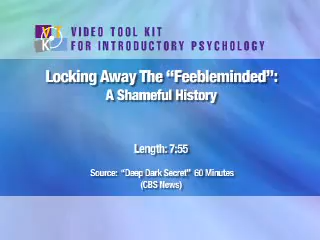 VIDEO TOOL KIT
FOR INTRODUCTORY PSYCHOLOGY
Locking Away The “Feebleminded”:
A Shameful History
Length: 7:55
Source: “Deep Dark Secret” 60 Minutes
(CBS News)